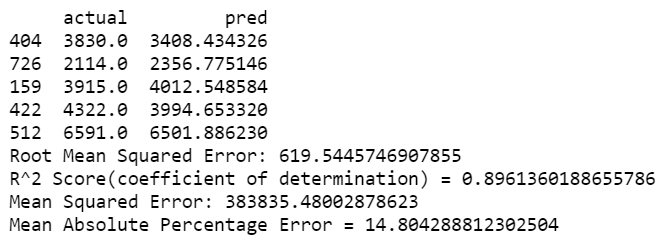 actual pred
404 3830.0 3408.434326
726 2114.0 2356.775146
159 3915.0 4012.548584
422 4322.0 3994.653320
512 6591.0 6501.886230
Root Mean Squared Error: 619.5445746907855
R^2 Score(coefficient of determination) = 0.8961360188655786
Mean Squared Error: 383835.48002878623
Mean Absolute Percentage Error = 14.804288812302504